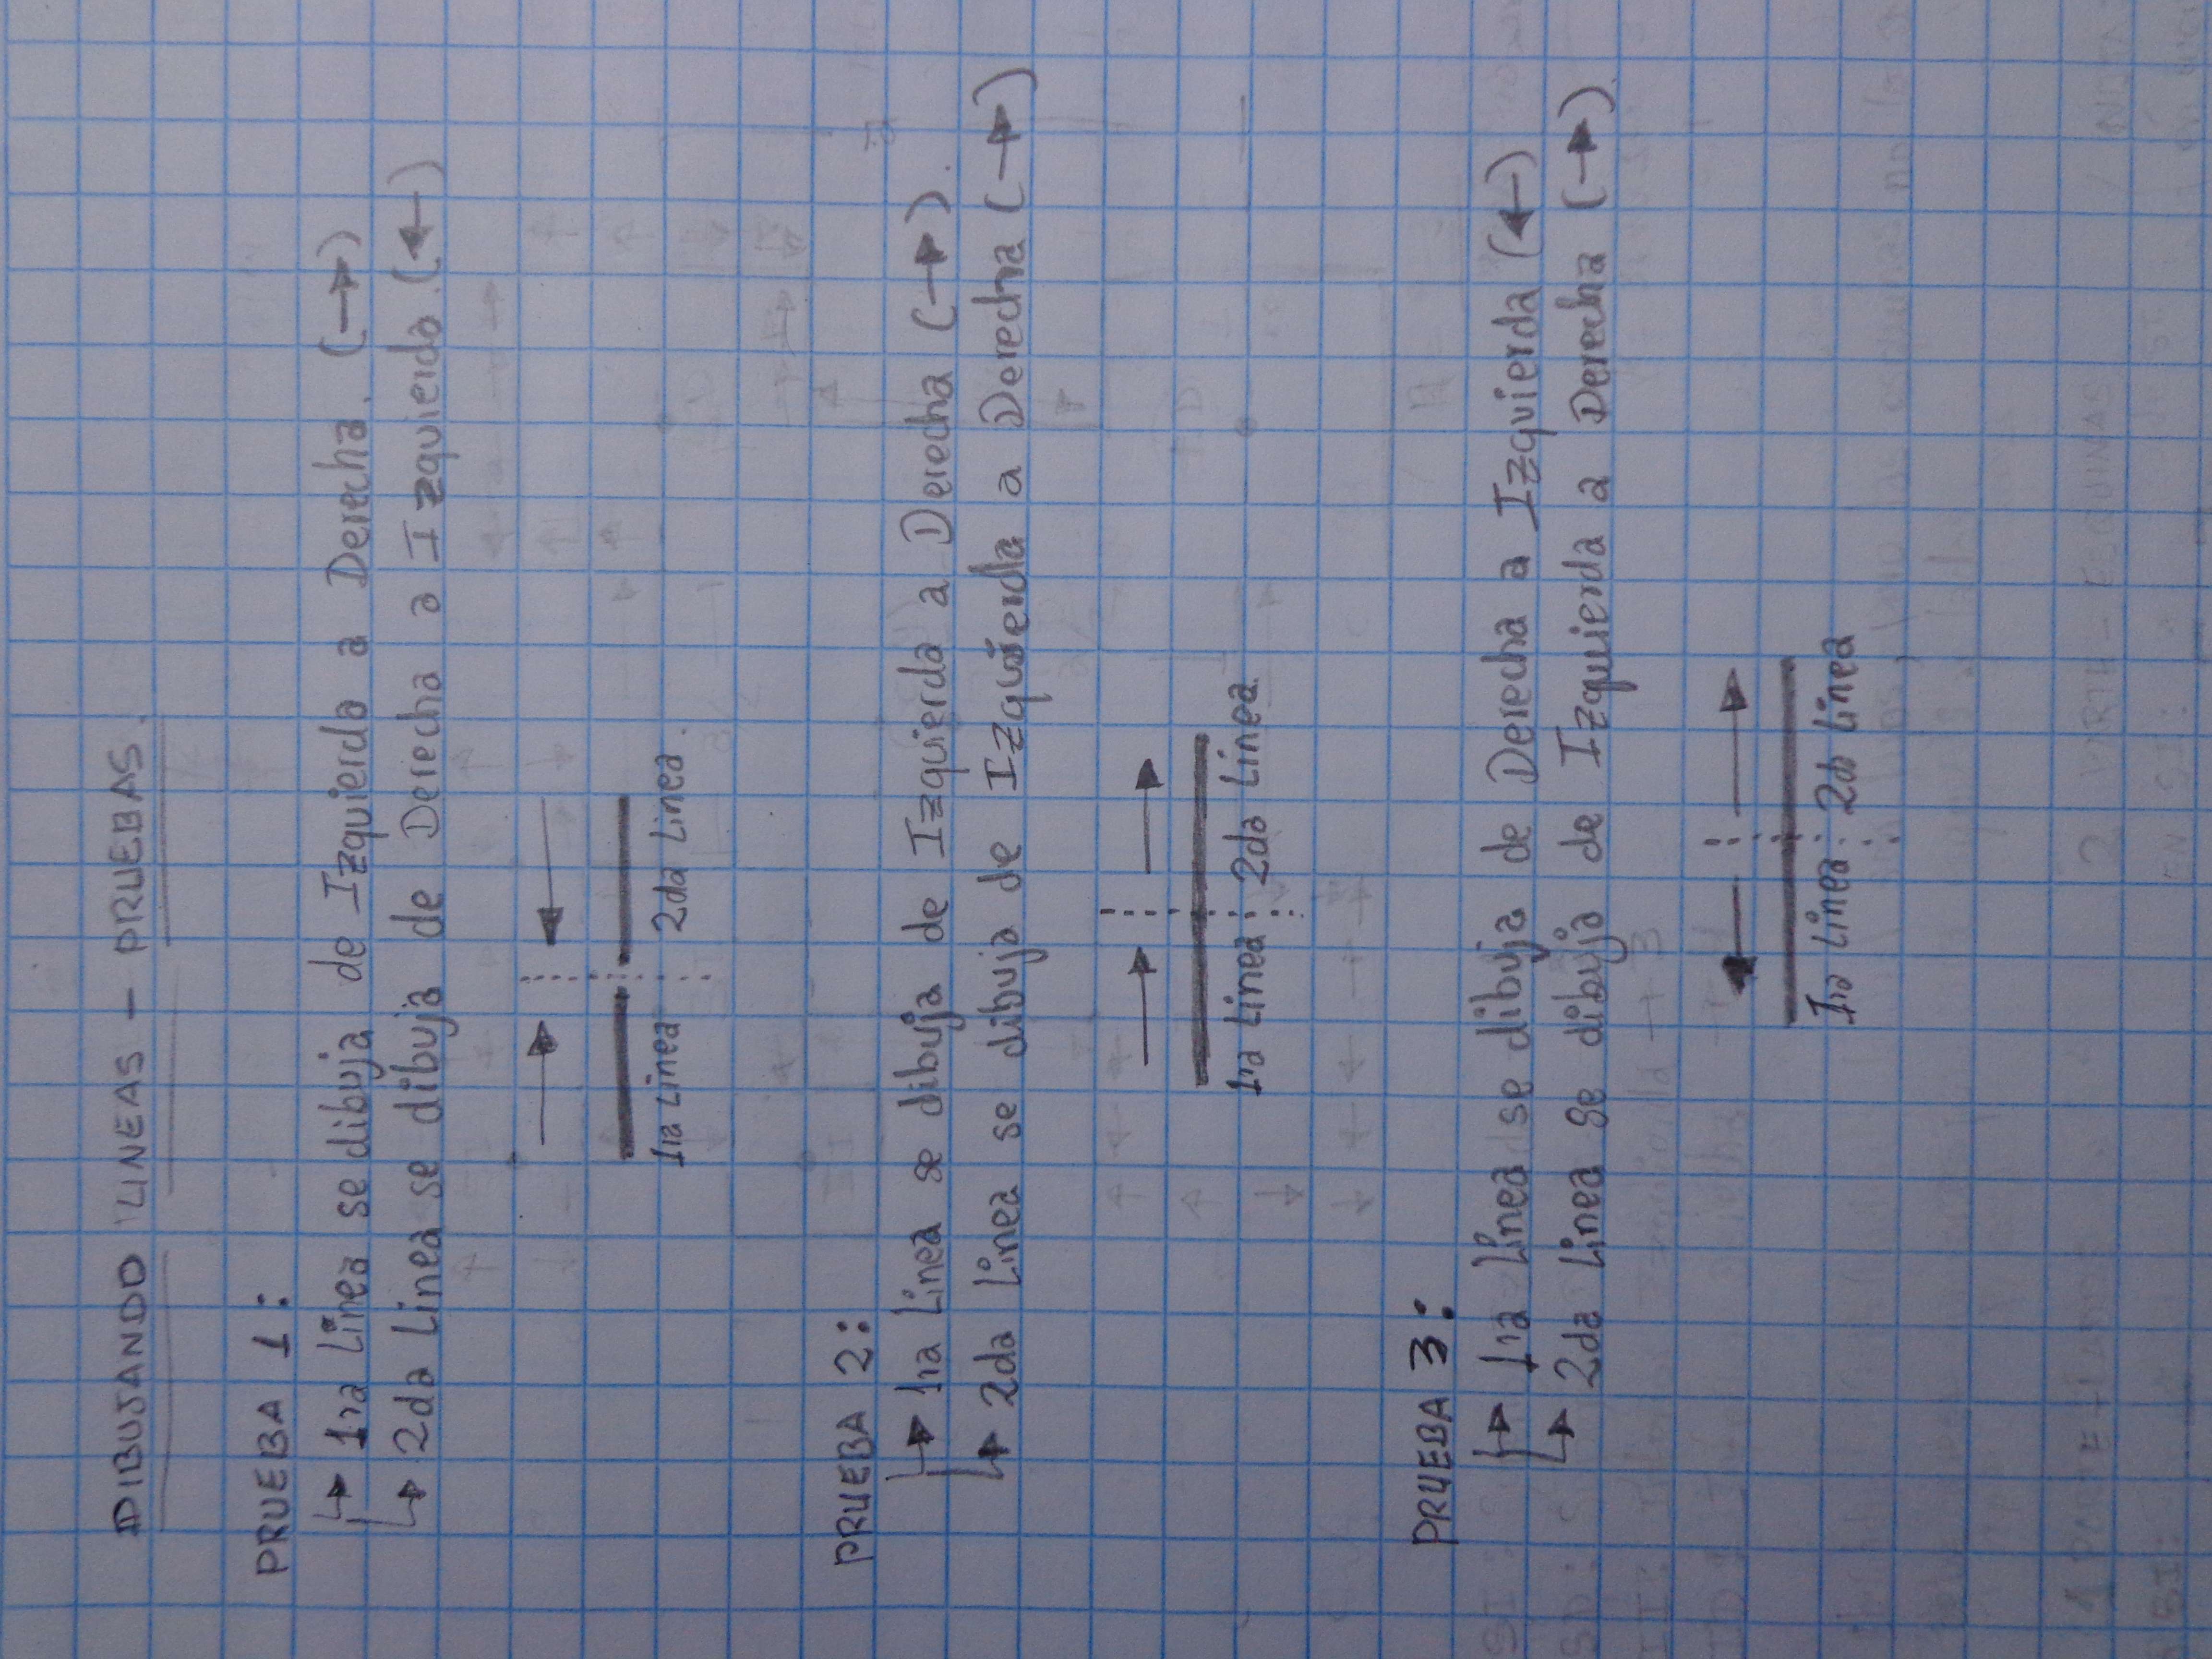 DIBUJANDO LINEAS - PRUEBAS.
PRUEBA 1:
↳ 1ra Linea se dibuja de Izquierda a Derecha. (→)
↳ 2da Linea se dibuja de Derecha a Izquierda. (←)
1ra Linea 2da Linea.
PRUEBA 2:
↳ 1ra Linea se dibuja de Izquierda a Derecha (→).
↳ 2da Linea se dibuja de Izquierda a Derecha (→)
1ra Linea 2da Linea.
PRUEBA 3:
↳ 1ra Linea se dibuja de Derecha a Izquierda (←)
↳ 2da Linea se dibuja de Izquierda a Derecha (→).
1ra Linea 2da Linea